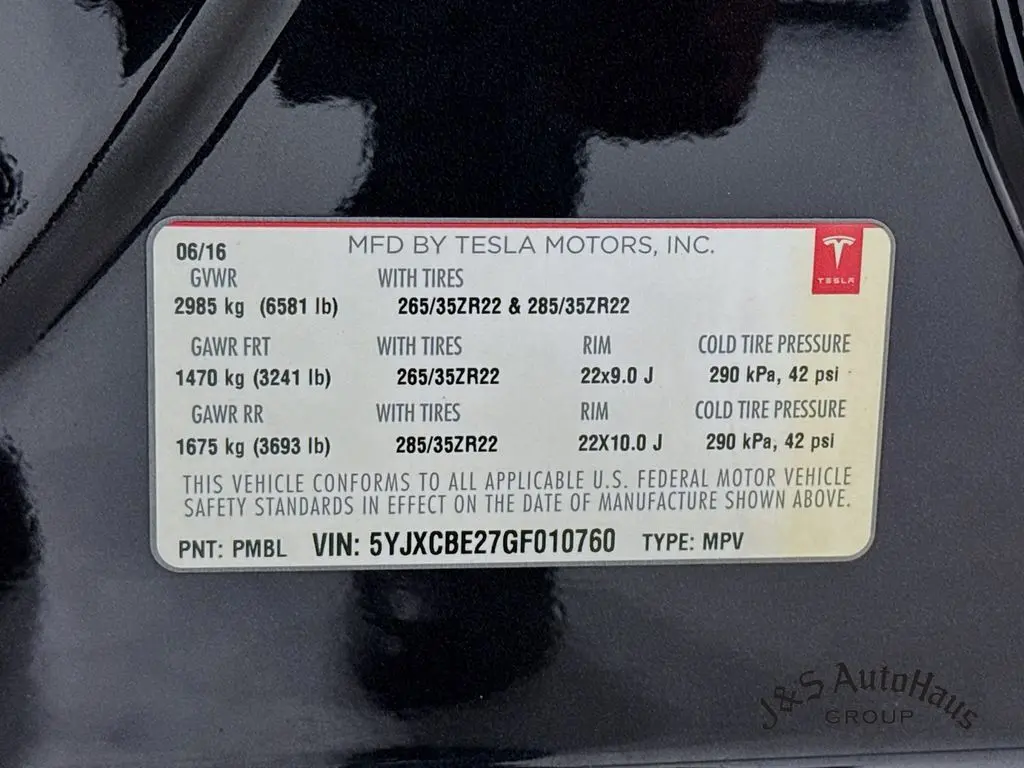 06/16 MFD BY TESLA MOTORS, INC.
TESLA
GVWR WITH TIRES
2985 kg (6581 lb) 265/35ZR22 & 285/35ZR22
GAWR FRT WITH TIRES RIM COLD TIRE PRESSURE
1470 kg (3241 lb) 265/35ZR22 22x9.0 J 290 kPa, 42 psi
GAWR RR WITH TIRES RIM COLD TIRE PRESSURE
1675 kg (3693 lb) 285/35ZR22 22X10.0 J 290 kPa, 42 psi
THIS VEHICLE CONFORMS TO ALL APPLICABLE U.S. FEDERAL MOTOR VEHICLE
SAFETY STANDARDS IN EFFECT ON THE DATE OF MANUFACTURE SHOWN ABOVE.
PNT: PMBL VIN: 5YJXCBE27GF010760 TYPE: MPV
J&S AutoHaus
GROUP